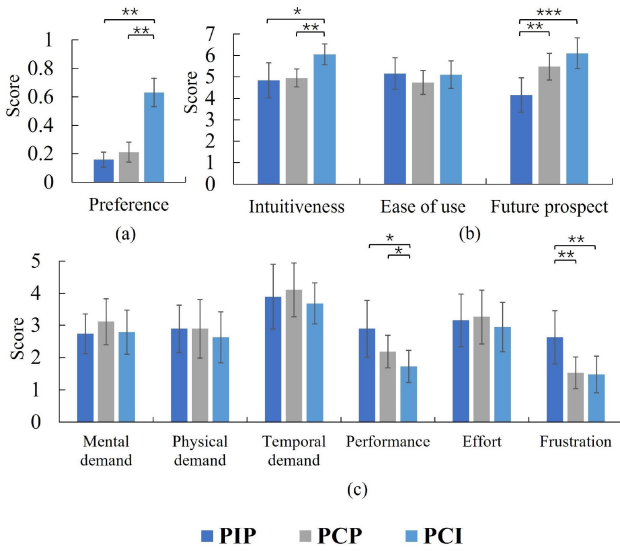 ** * ***
** ** **
1 7
0.8 6
0.6 5
0.4 4
0.2 3
0 2
1
0
Score Score
Preference Intuitiveness Ease of use Future prospect
(a) (b)
* **
* **
5
4
3
2
1
0
Score
Mental demand Physical demand Temporal demand Performance Effort Frustration
(c)
PIP PCP PCI